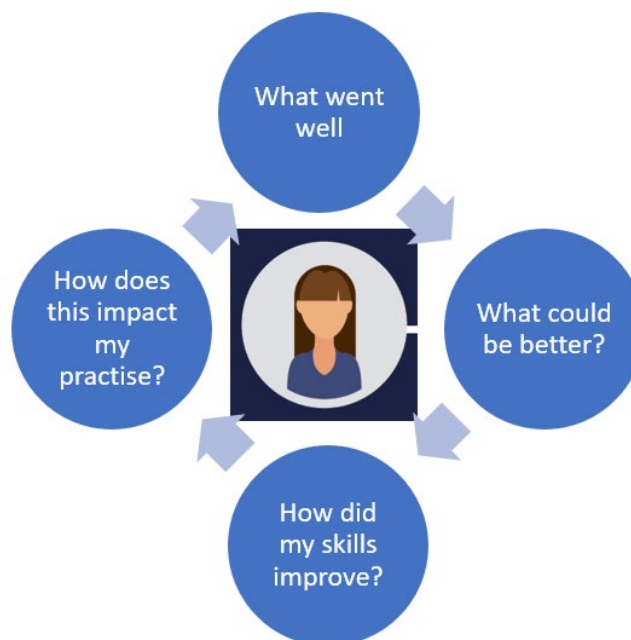 What went
well
What could
be better?
How did
my skills
improve?
How does
this impact
my
practise?